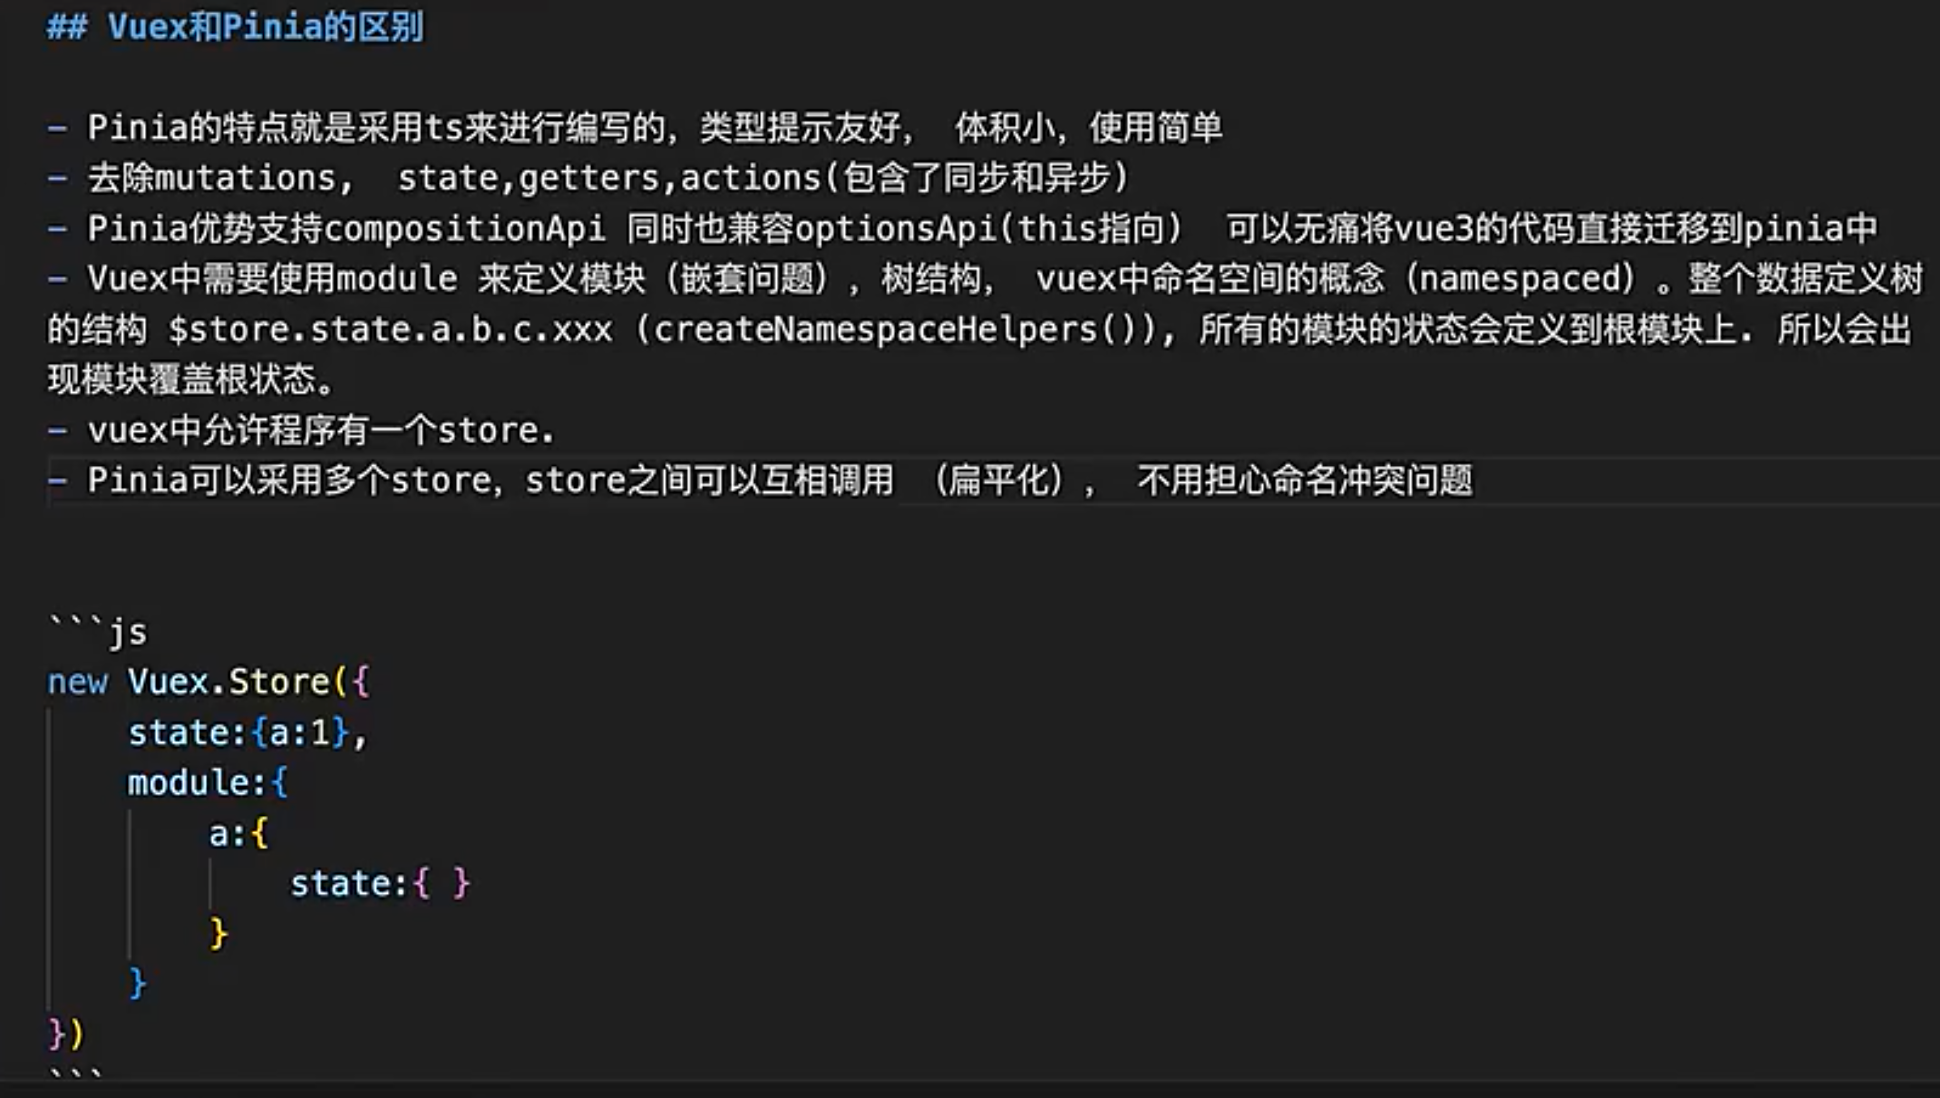 ## Vuex和Pinia的区别
- Pinia的特点就是采用ts来进行编写的，类型提示友好， 体积小，使用简单
- 去除mutations,  state,getters,actions(包含了同步和异步)
- Pinia优势支持compositionApi 同时也兼容optionsApi(this指向)  可以无痛将vue3的代码直接迁移到pinia中
- Vuex中需要使用module 来定义模块（嵌套问题），树结构， vuex中命名空间的概念（namespaced）。整个数据定义树
的结构 $store.state.a.b.c.xxx (createNamespaceHelpers()), 所有的模块的状态会定义到根模块上. 所以会出
现模块覆盖根状态。
- vuex中允许程序有一个store.
- Pinia可以采用多个store，store之间可以互相调用 （扁平化）， 不用担心命名冲突问题
```js
new Vuex.Store({
    state:{a:1},
    module:{
        a:{
            state:{ }
        }
    }
})
```